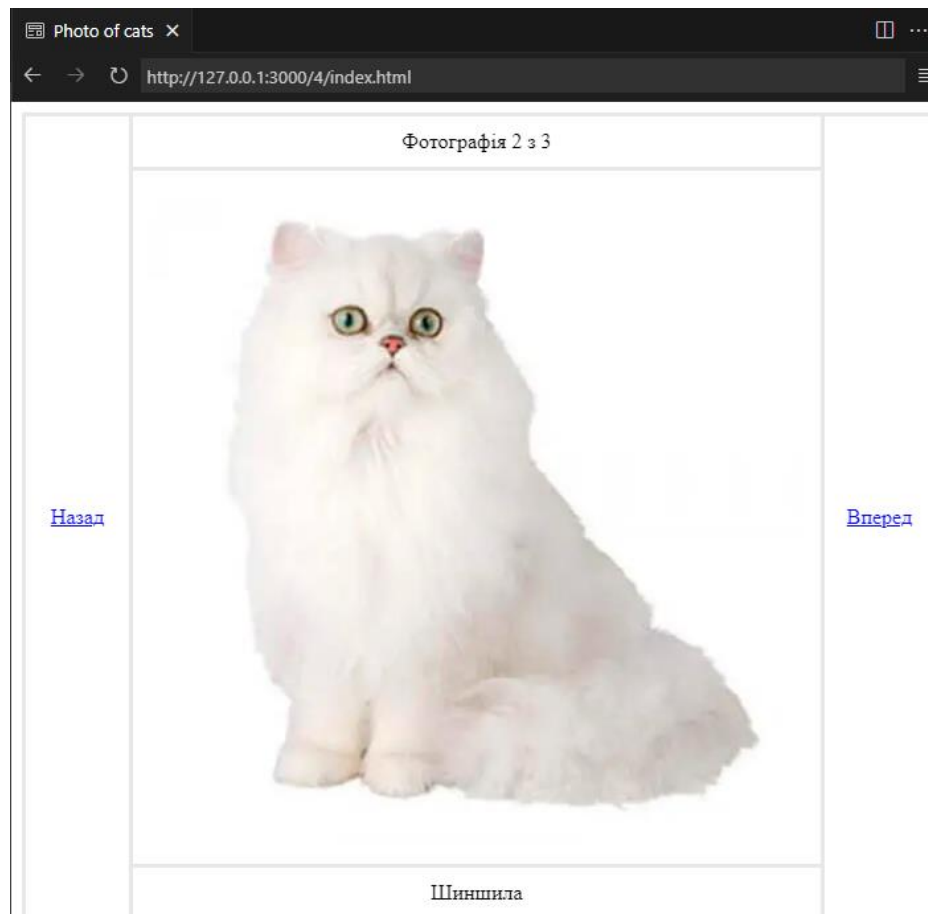 Photo of cats
http://127.0.0.1:3000/4/index.html
Фотографія 2 з 3
Назад
Вперед
Шиншила